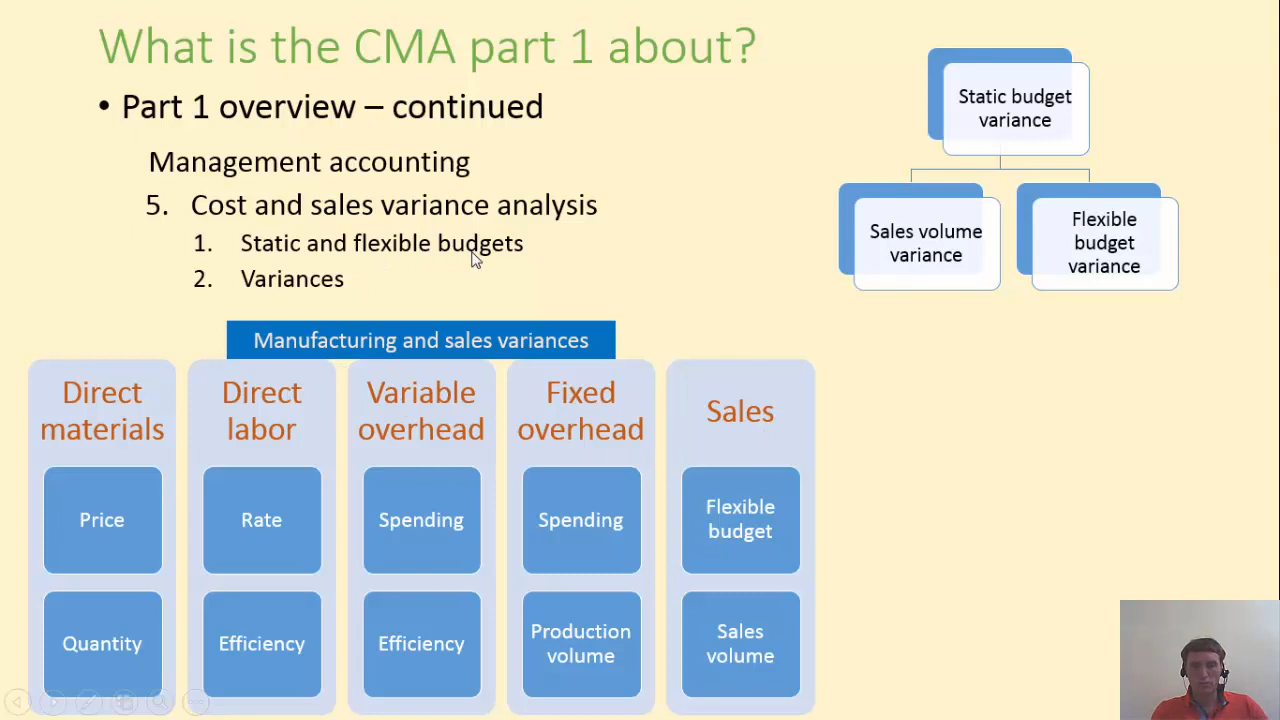 What is the CMA part 1 about?
• Part 1 overview – continued
Management accounting
5. Cost and sales variance analysis
1. Static and flexible budgets
2. Variances
Static budget
variance
Sales volume
variance
Flexible
budget
variance
Manufacturing and sales variances
Direct
materials
Price
Quantity
Direct
labor
Rate
Efficiency
Variable
overhead
Spending
Efficiency
Fixed
overhead
Spending
Production
volume
Sales
Flexible
budget
Sales
volume